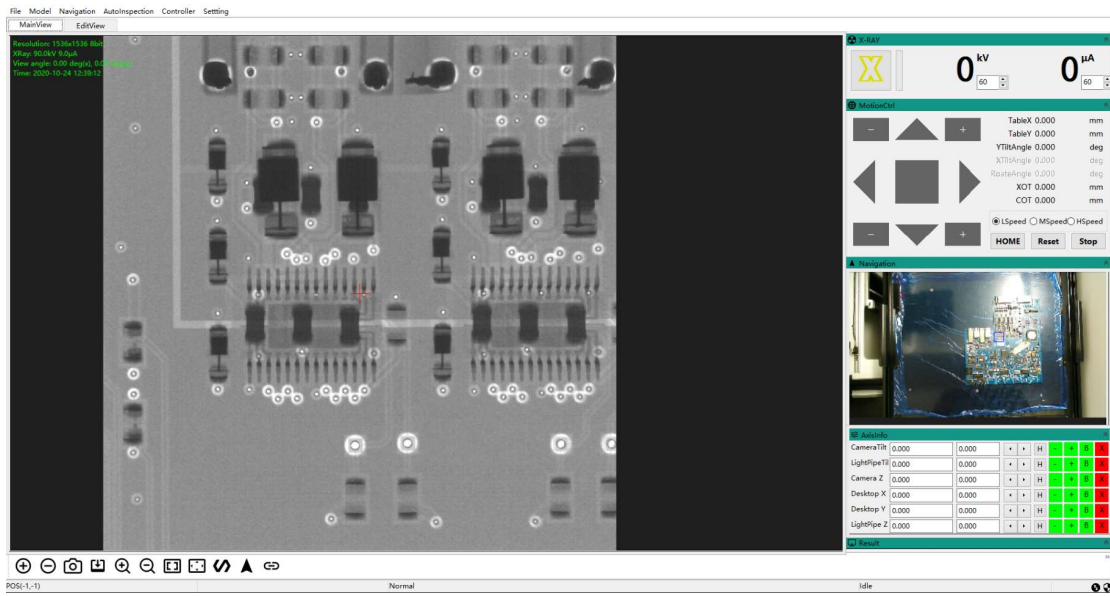 File Model Navigation AutoInspection Controller Settting
MainView EditView
Resolution: 1536x1536 8bit
XRay: 90.0kV 9.0μA
View angle: 0.00 deg(x),
Time: 2020-10-24 12:39:12
X-RAY
0 kV 60
0 μA 60
MotionCtrl
TableX 0.000 mm
TableY 0.000 mm
YTiltAngle 0.000 deg
XTiltAngle 0.000 deg
RoateAngle 0.000 deg
XOT 0.000 mm
COT 0.000 mm
LSpeed MSpeed HSpeed
HOME Reset Stop
Navigation
AxisInfo
CameraTilt 0.000 0.000 H - + B X
LightPipeTil 0.000 0.000 H - + B X
Camera Z 0.000 0.000 H - + B X
Desktop X 0.000 0.000 H - + B X
Desktop Y 0.000 0.000 H - + B X
LightPipe Z 0.000 0.000 H - + B X
Result
POS(-1,-1) Normal Idle